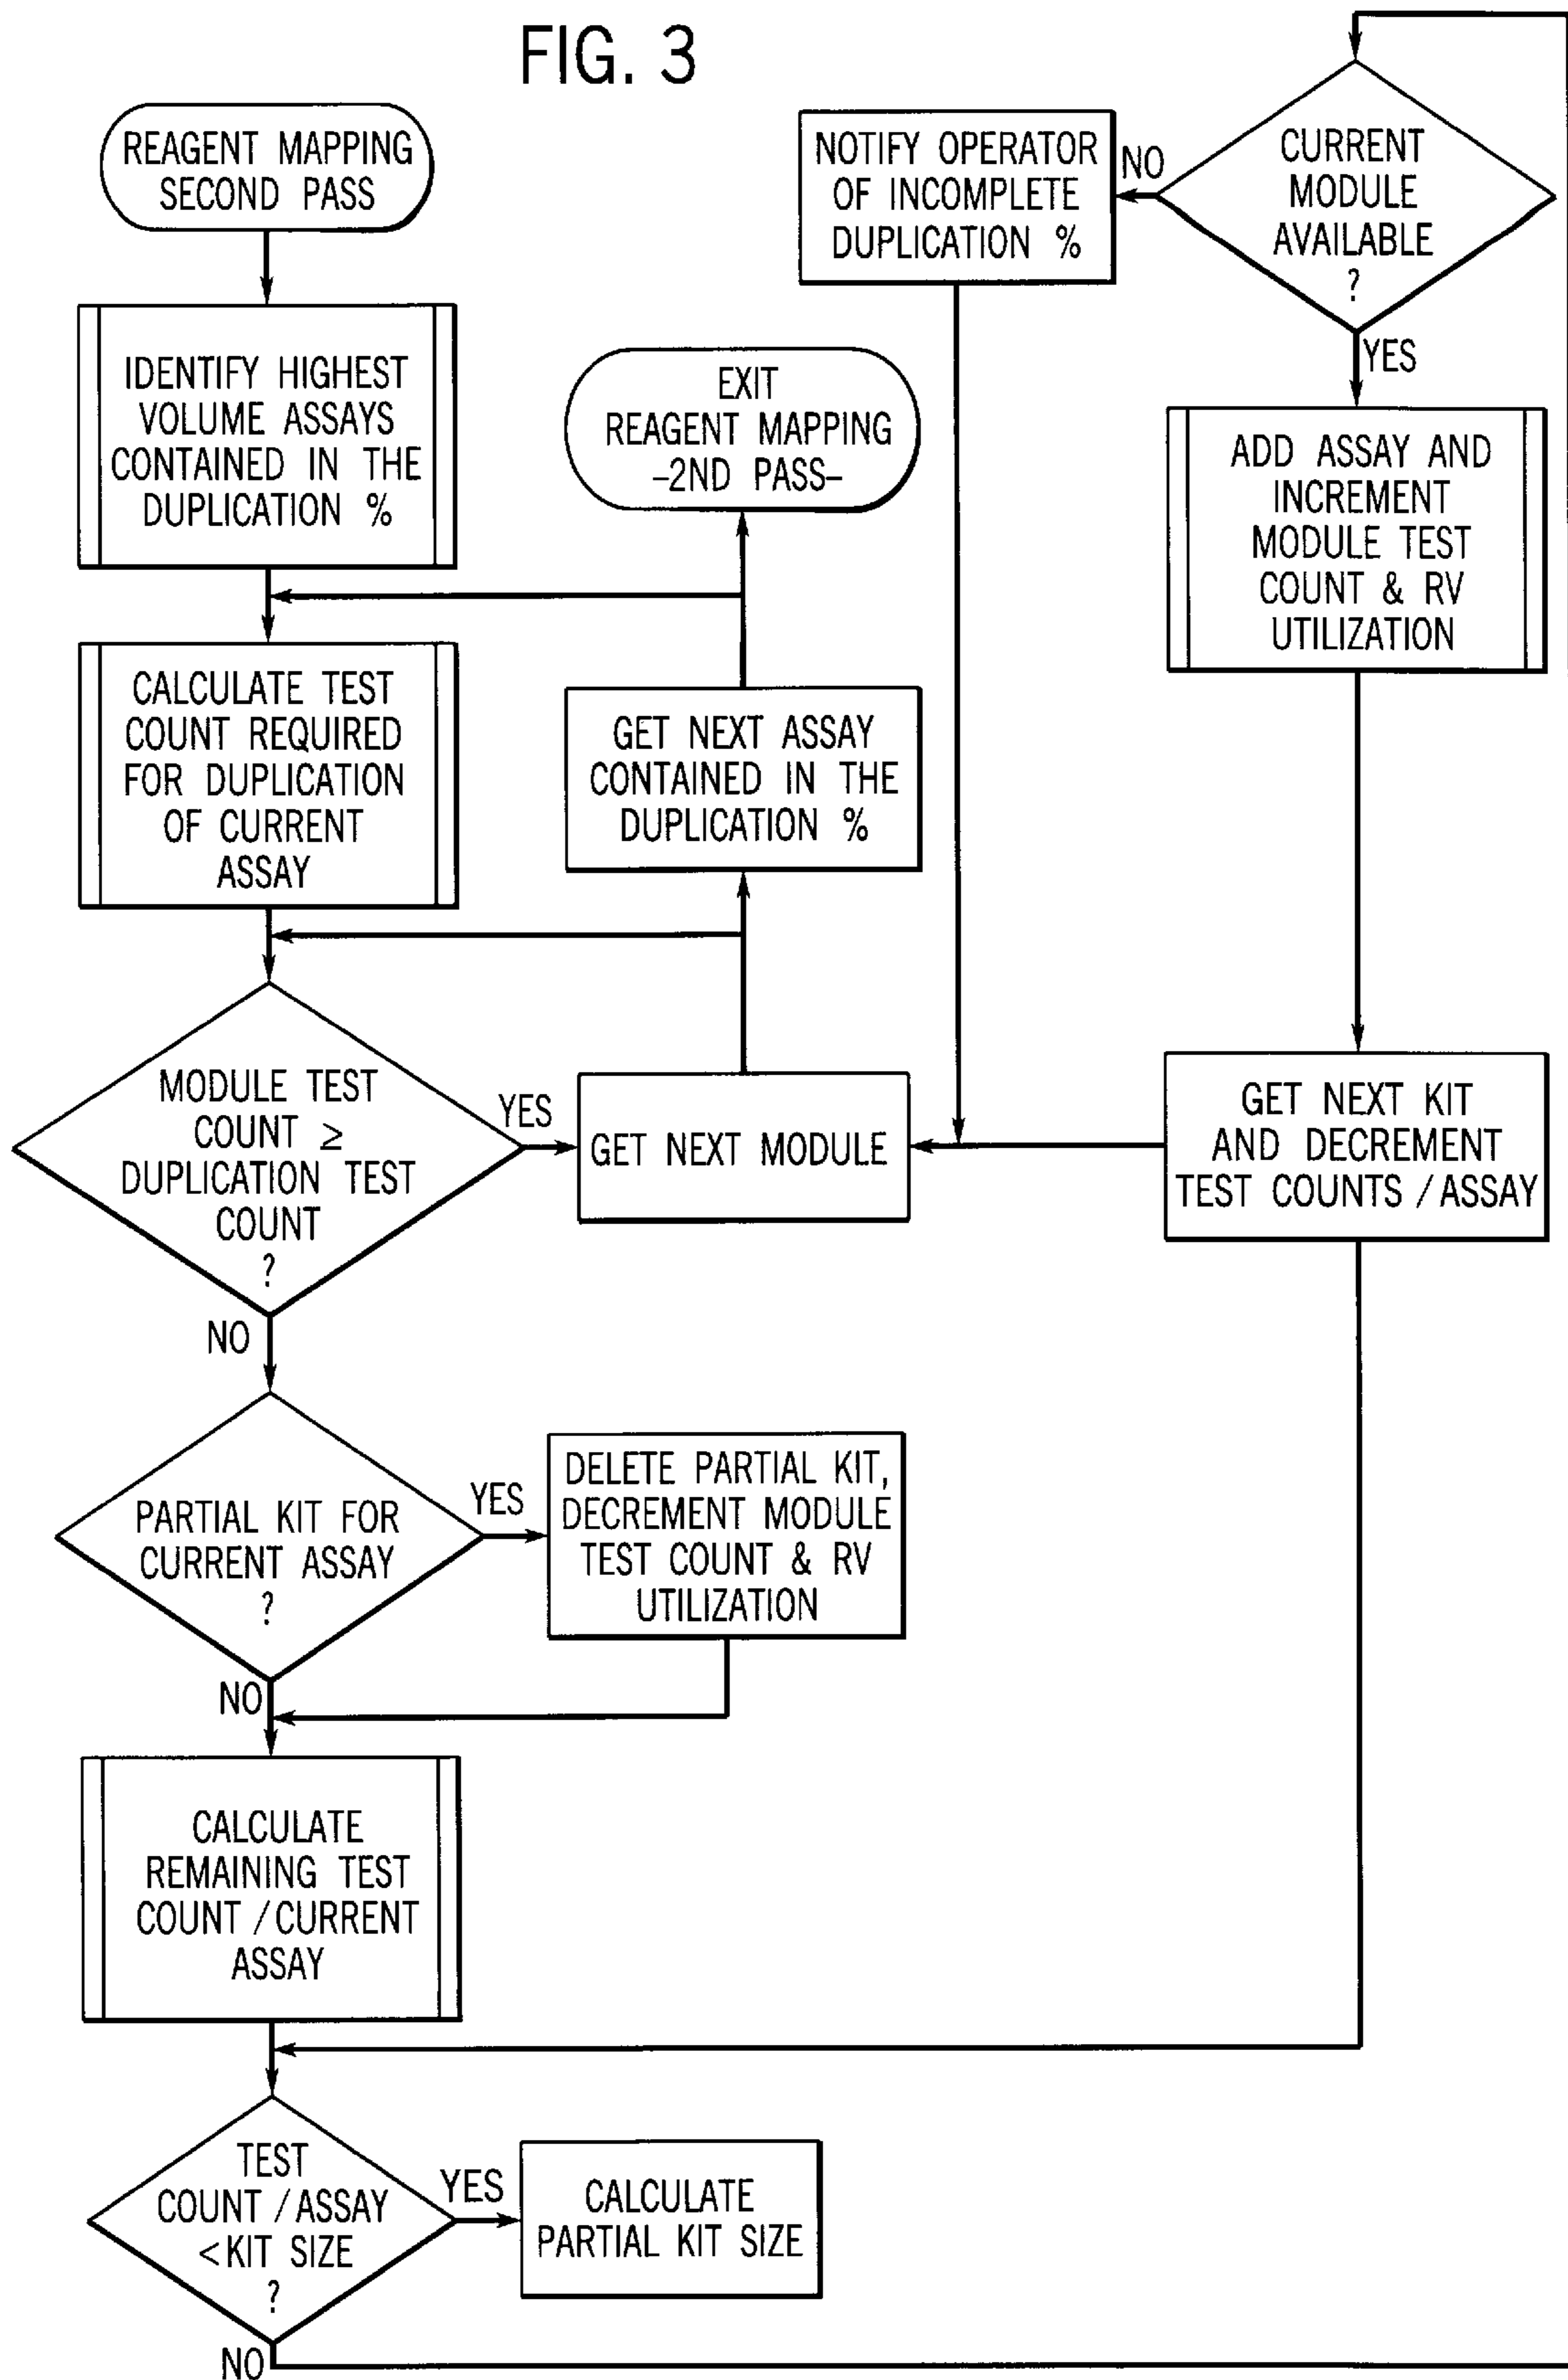 FIG. 3
REAGENT MAPPING
SECOND PASS
IDENTIFY HIGHEST
VOLUME ASSAYS
CONTAINED IN THE
DUPLICATION %
CALCULATE TEST
COUNT REQUIRED
FOR DUPLICATION
OF CURRENT
ASSAY
MODULE TEST
COUNT ≥
DUPLICATION TEST
COUNT
?
YES
NO
PARTIAL KIT FOR
CURRENT ASSAY
?
YES
NO
DELETE PARTIAL KIT,
DECREMENT MODULE
TEST COUNT & RV
UTILIZATION
CALCULATE
REMAINING TEST
COUNT / CURRENT
ASSAY
TEST
COUNT / ASSAY
< KIT SIZE
?
YES
NO
CALCULATE
PARTIAL KIT SIZE
EXIT
REAGENT MAPPING
–2ND PASS–
GET NEXT ASSAY
CONTAINED IN THE
DUPLICATION %
GET NEXT MODULE
NOTIFY OPERATOR
OF INCOMPLETE
DUPLICATION %
NO
CURRENT
MODULE
AVAILABLE
?
YES
ADD ASSAY AND
INCREMENT
MODULE TEST
COUNT & RV
UTILIZATION
GET NEXT KIT
AND DECREMENT
TEST COUNTS / ASSAY